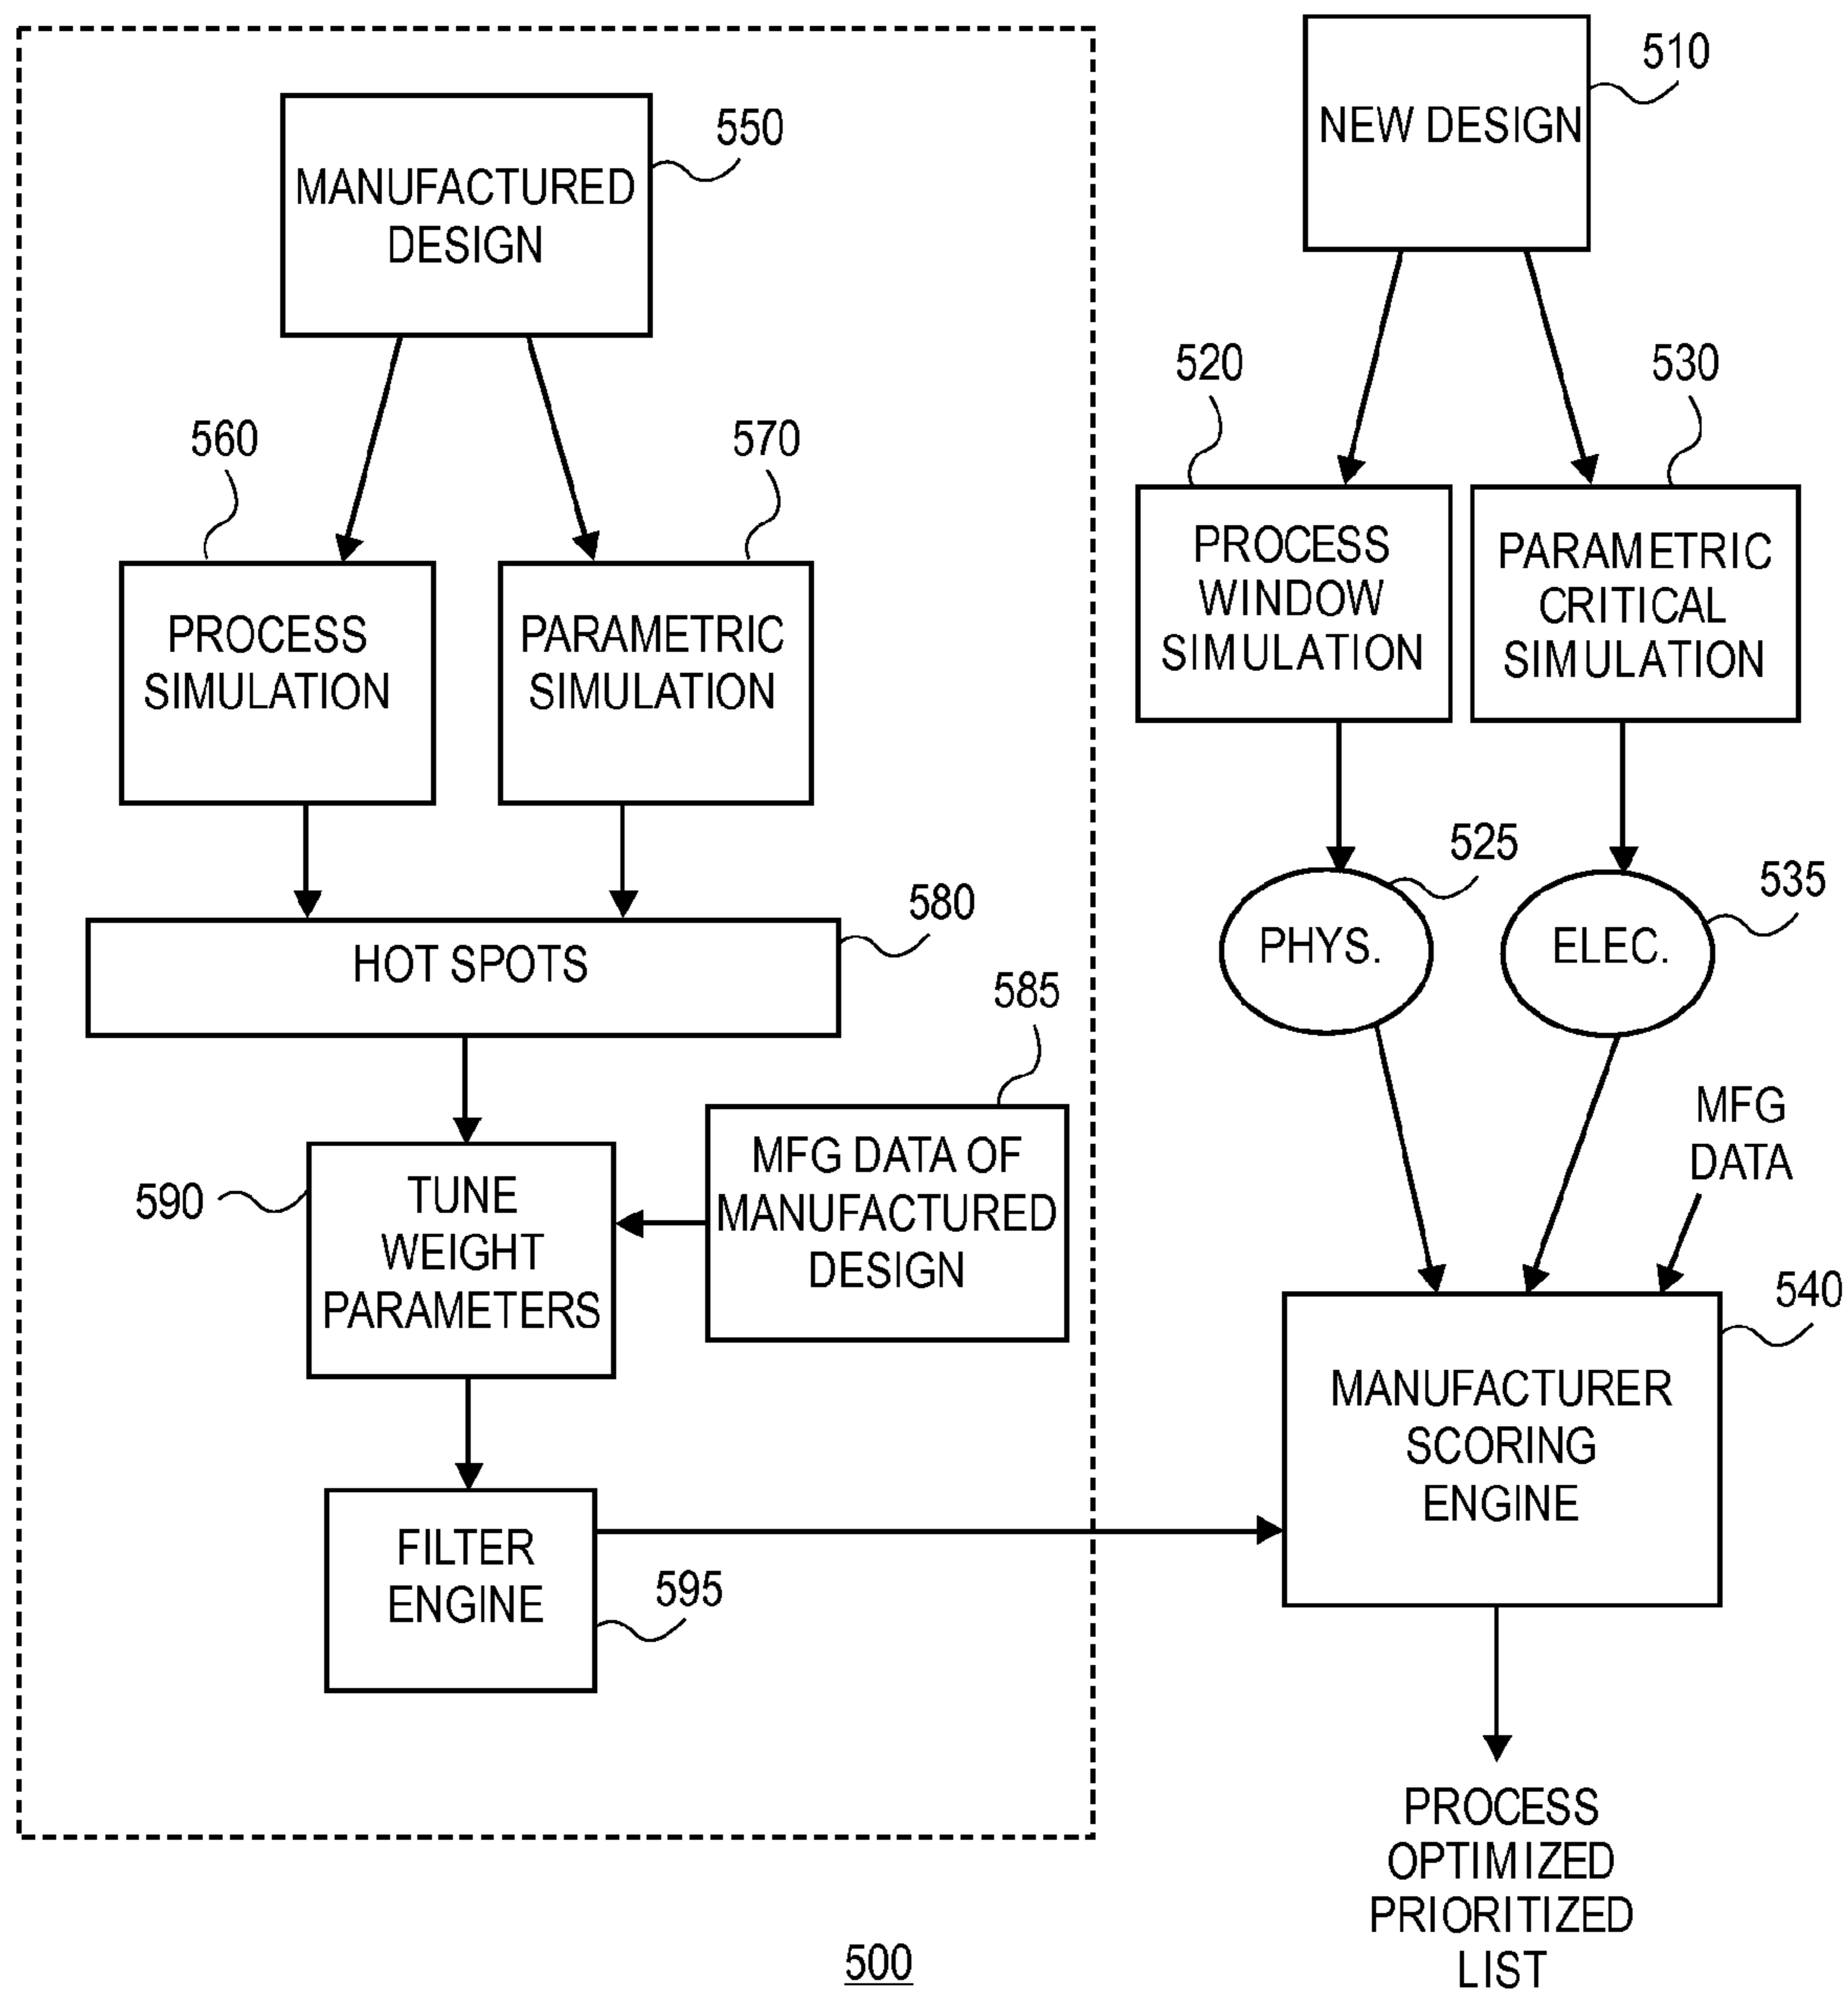 510
NEW DESIGN
550
MANUFACTURED
DESIGN
520
530
560
570
PROCESS
WINDOW
SIMULATION
PARAMETRIC
CRITICAL
SIMULATION
PROCESS
SIMULATION
PARAMETRIC
SIMULATION
525
535
580
HOT SPOTS
PHYS.
ELEC.
585
MFG
DATA
590
TUNE
WEIGHT
PARAMETERS
MFG DATA OF
MANUFACTURED
DESIGN
540
MANUFACTURER
SCORING
ENGINE
FILTER
ENGINE
595
PROCESS
OPTIMIZED
PRIORITIZED
LIST
500